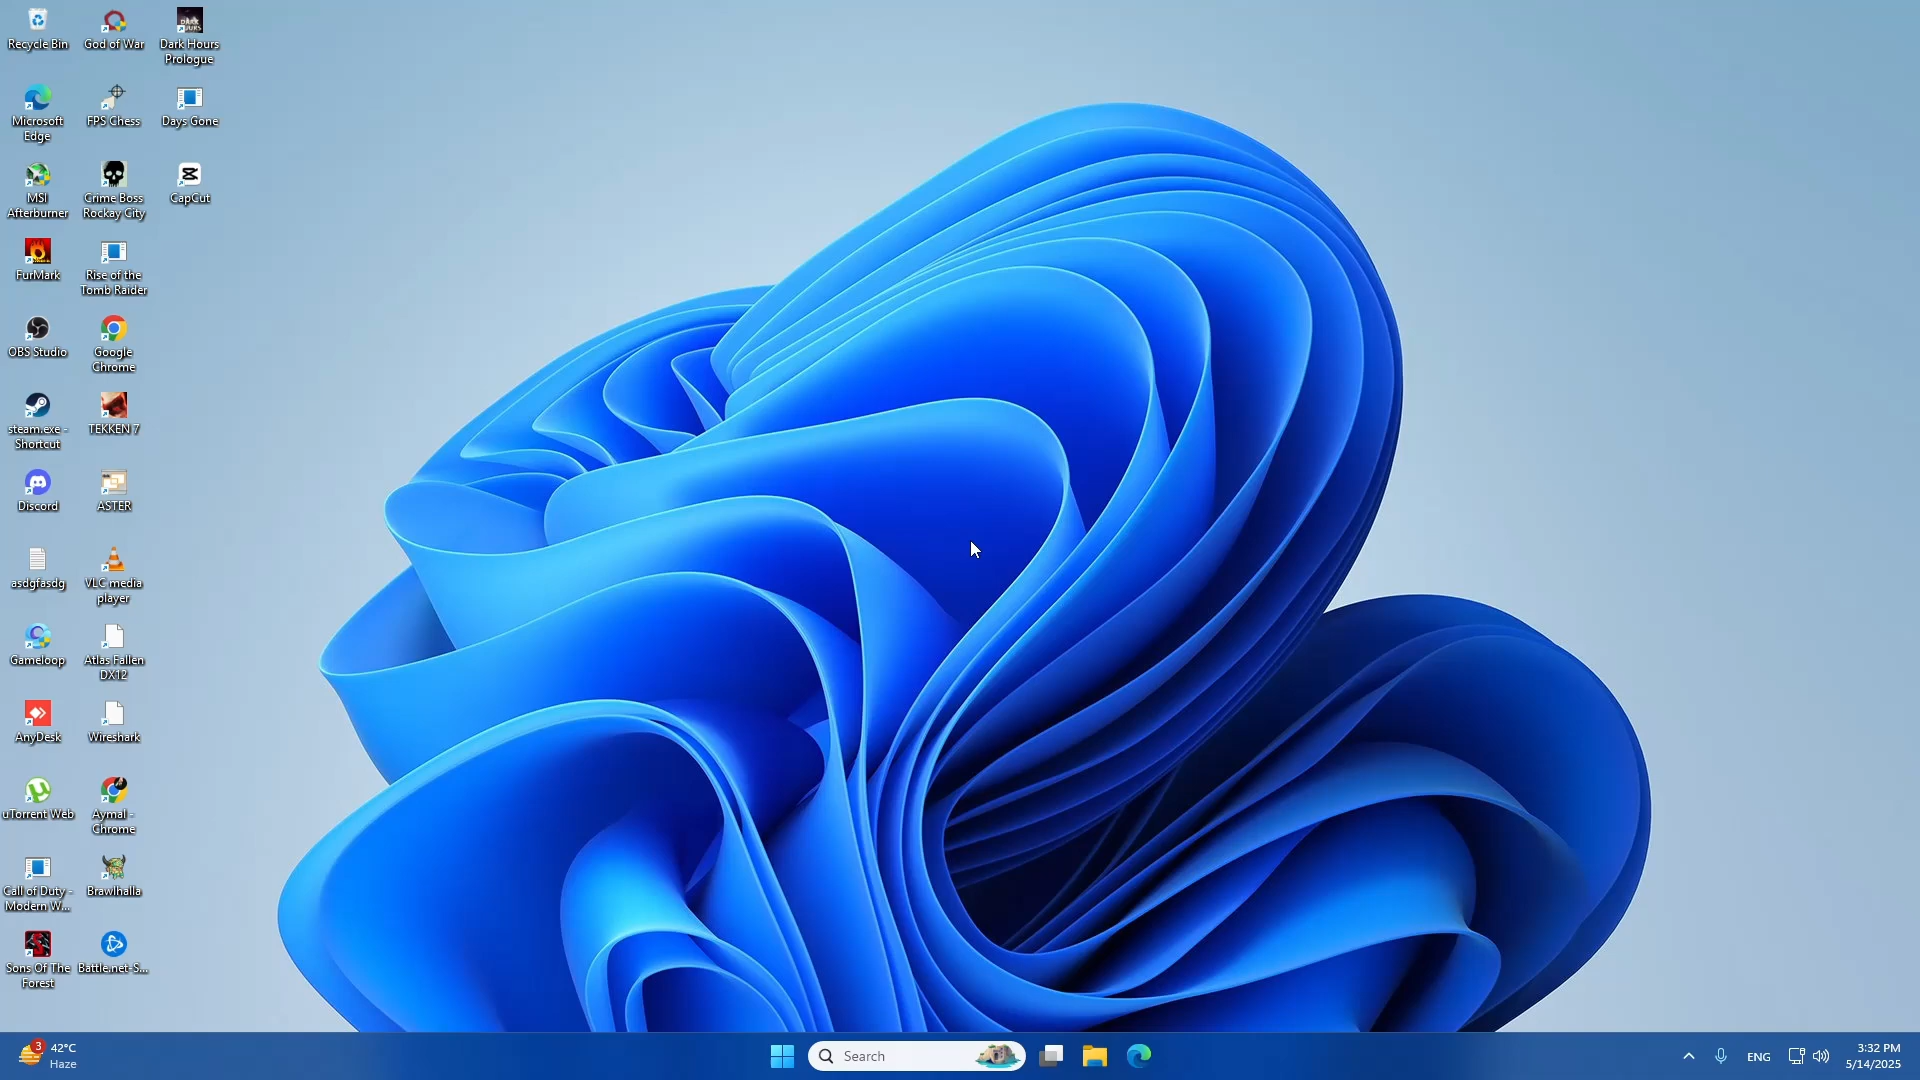 Recycle Bin
God of War
Dark Hours
Prologue
Microsoft
Edge
FPS Chess
Days Gone
MSI
Afterburner
Crime Boss
Rockay City
CapCut
FurMark
Rise of the
Tomb Raider
OBS Studio
Google
Chrome
steam.exe -
Shortcut
TEKKEN 7
Discord
ASTER
asdgfasdg
VLC media
player
Gameloop
Atlas Fallen
DX12
AnyDesk
Wireshark
uTorrent Web
Aymal -
Chrome
Call of Duty -
Modern W...
Brawlhalla
Sons Of The
Forest
Battle.net-S...
3
42°C
Haze
Search
ENG
3:32 PM
5/14/2025